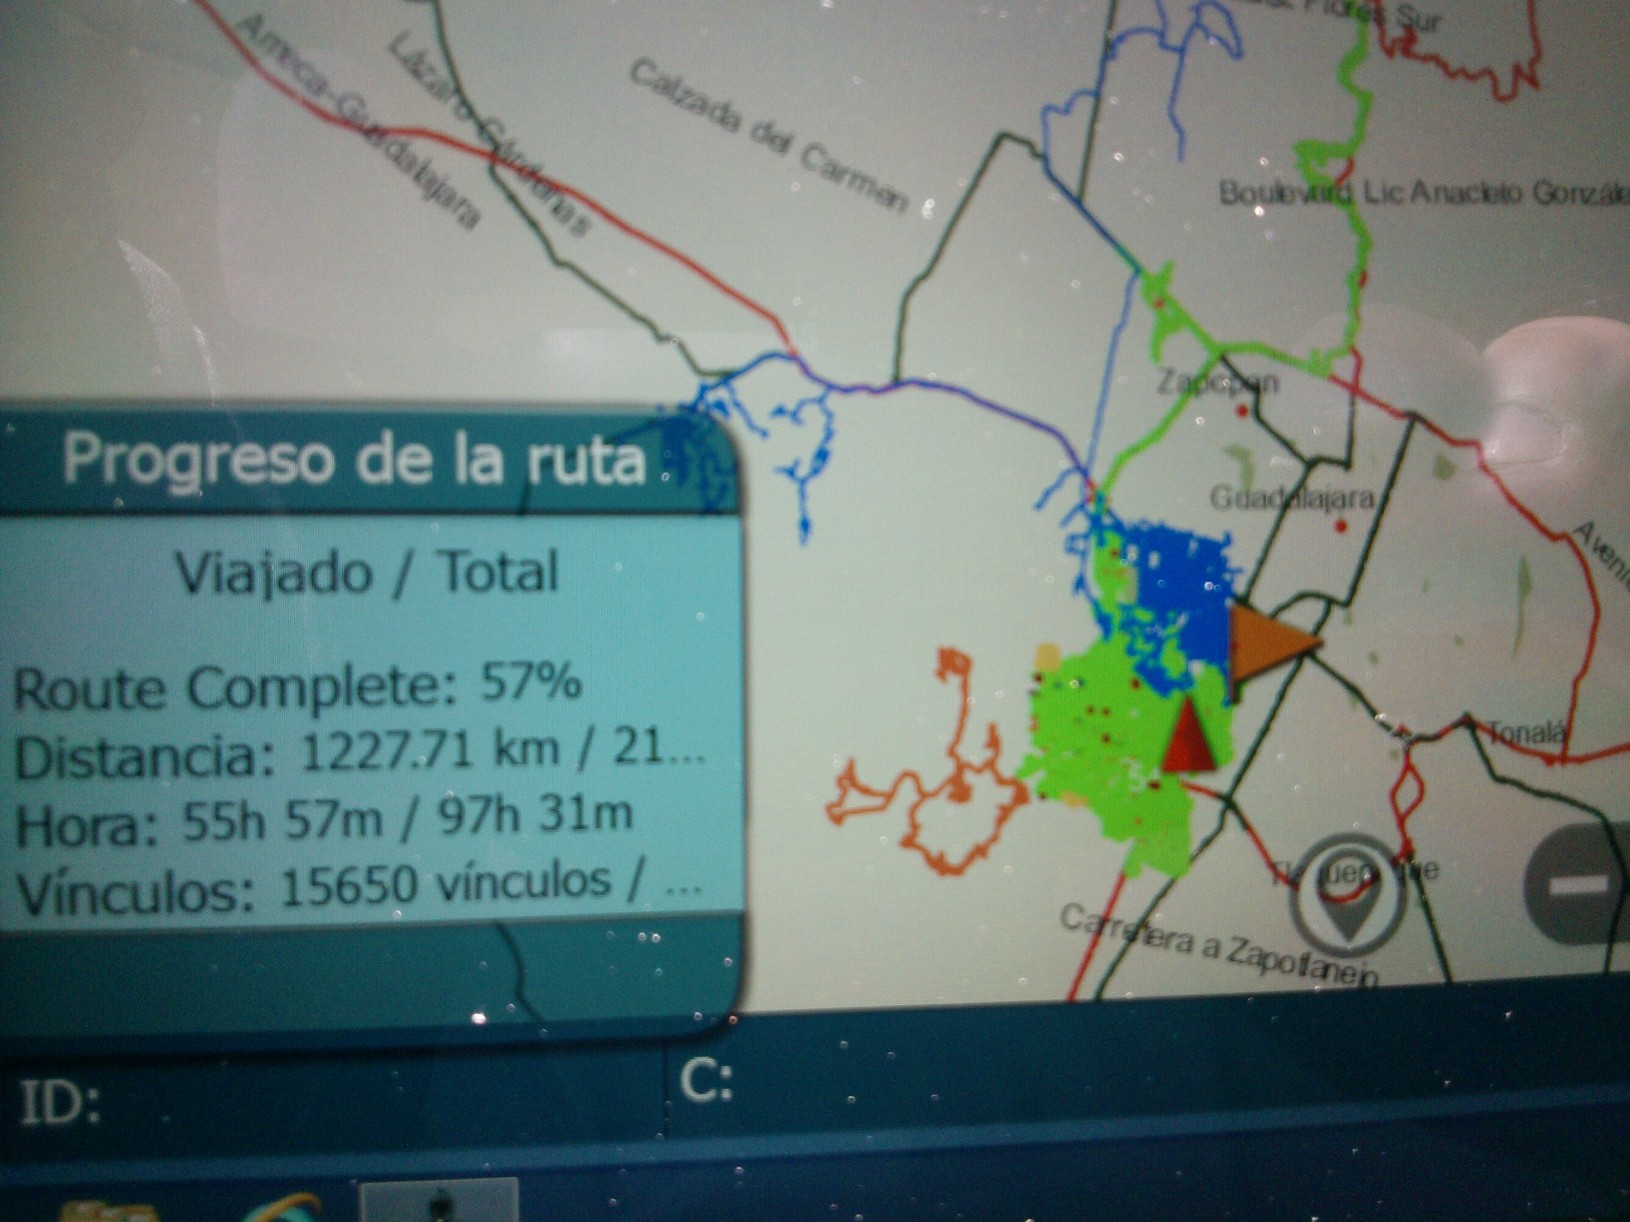 Ameca-Guadalajara
Lázaro Cárdenas
Calzada del Carmen
Flores Sur
Boulevard Lic Anacleto Gonzále
Zapopan
Guadalajara
Aveni
Tonalá
54
Carretera a Zapotlanejo
Progreso de la ruta
Viajado / Total
Route Complete: 57%
Distancia: 1227.71 km / 21...
Hora: 55h 57m / 97h 31m
Vínculos: 15650 vínculos / ...
ID:
C: